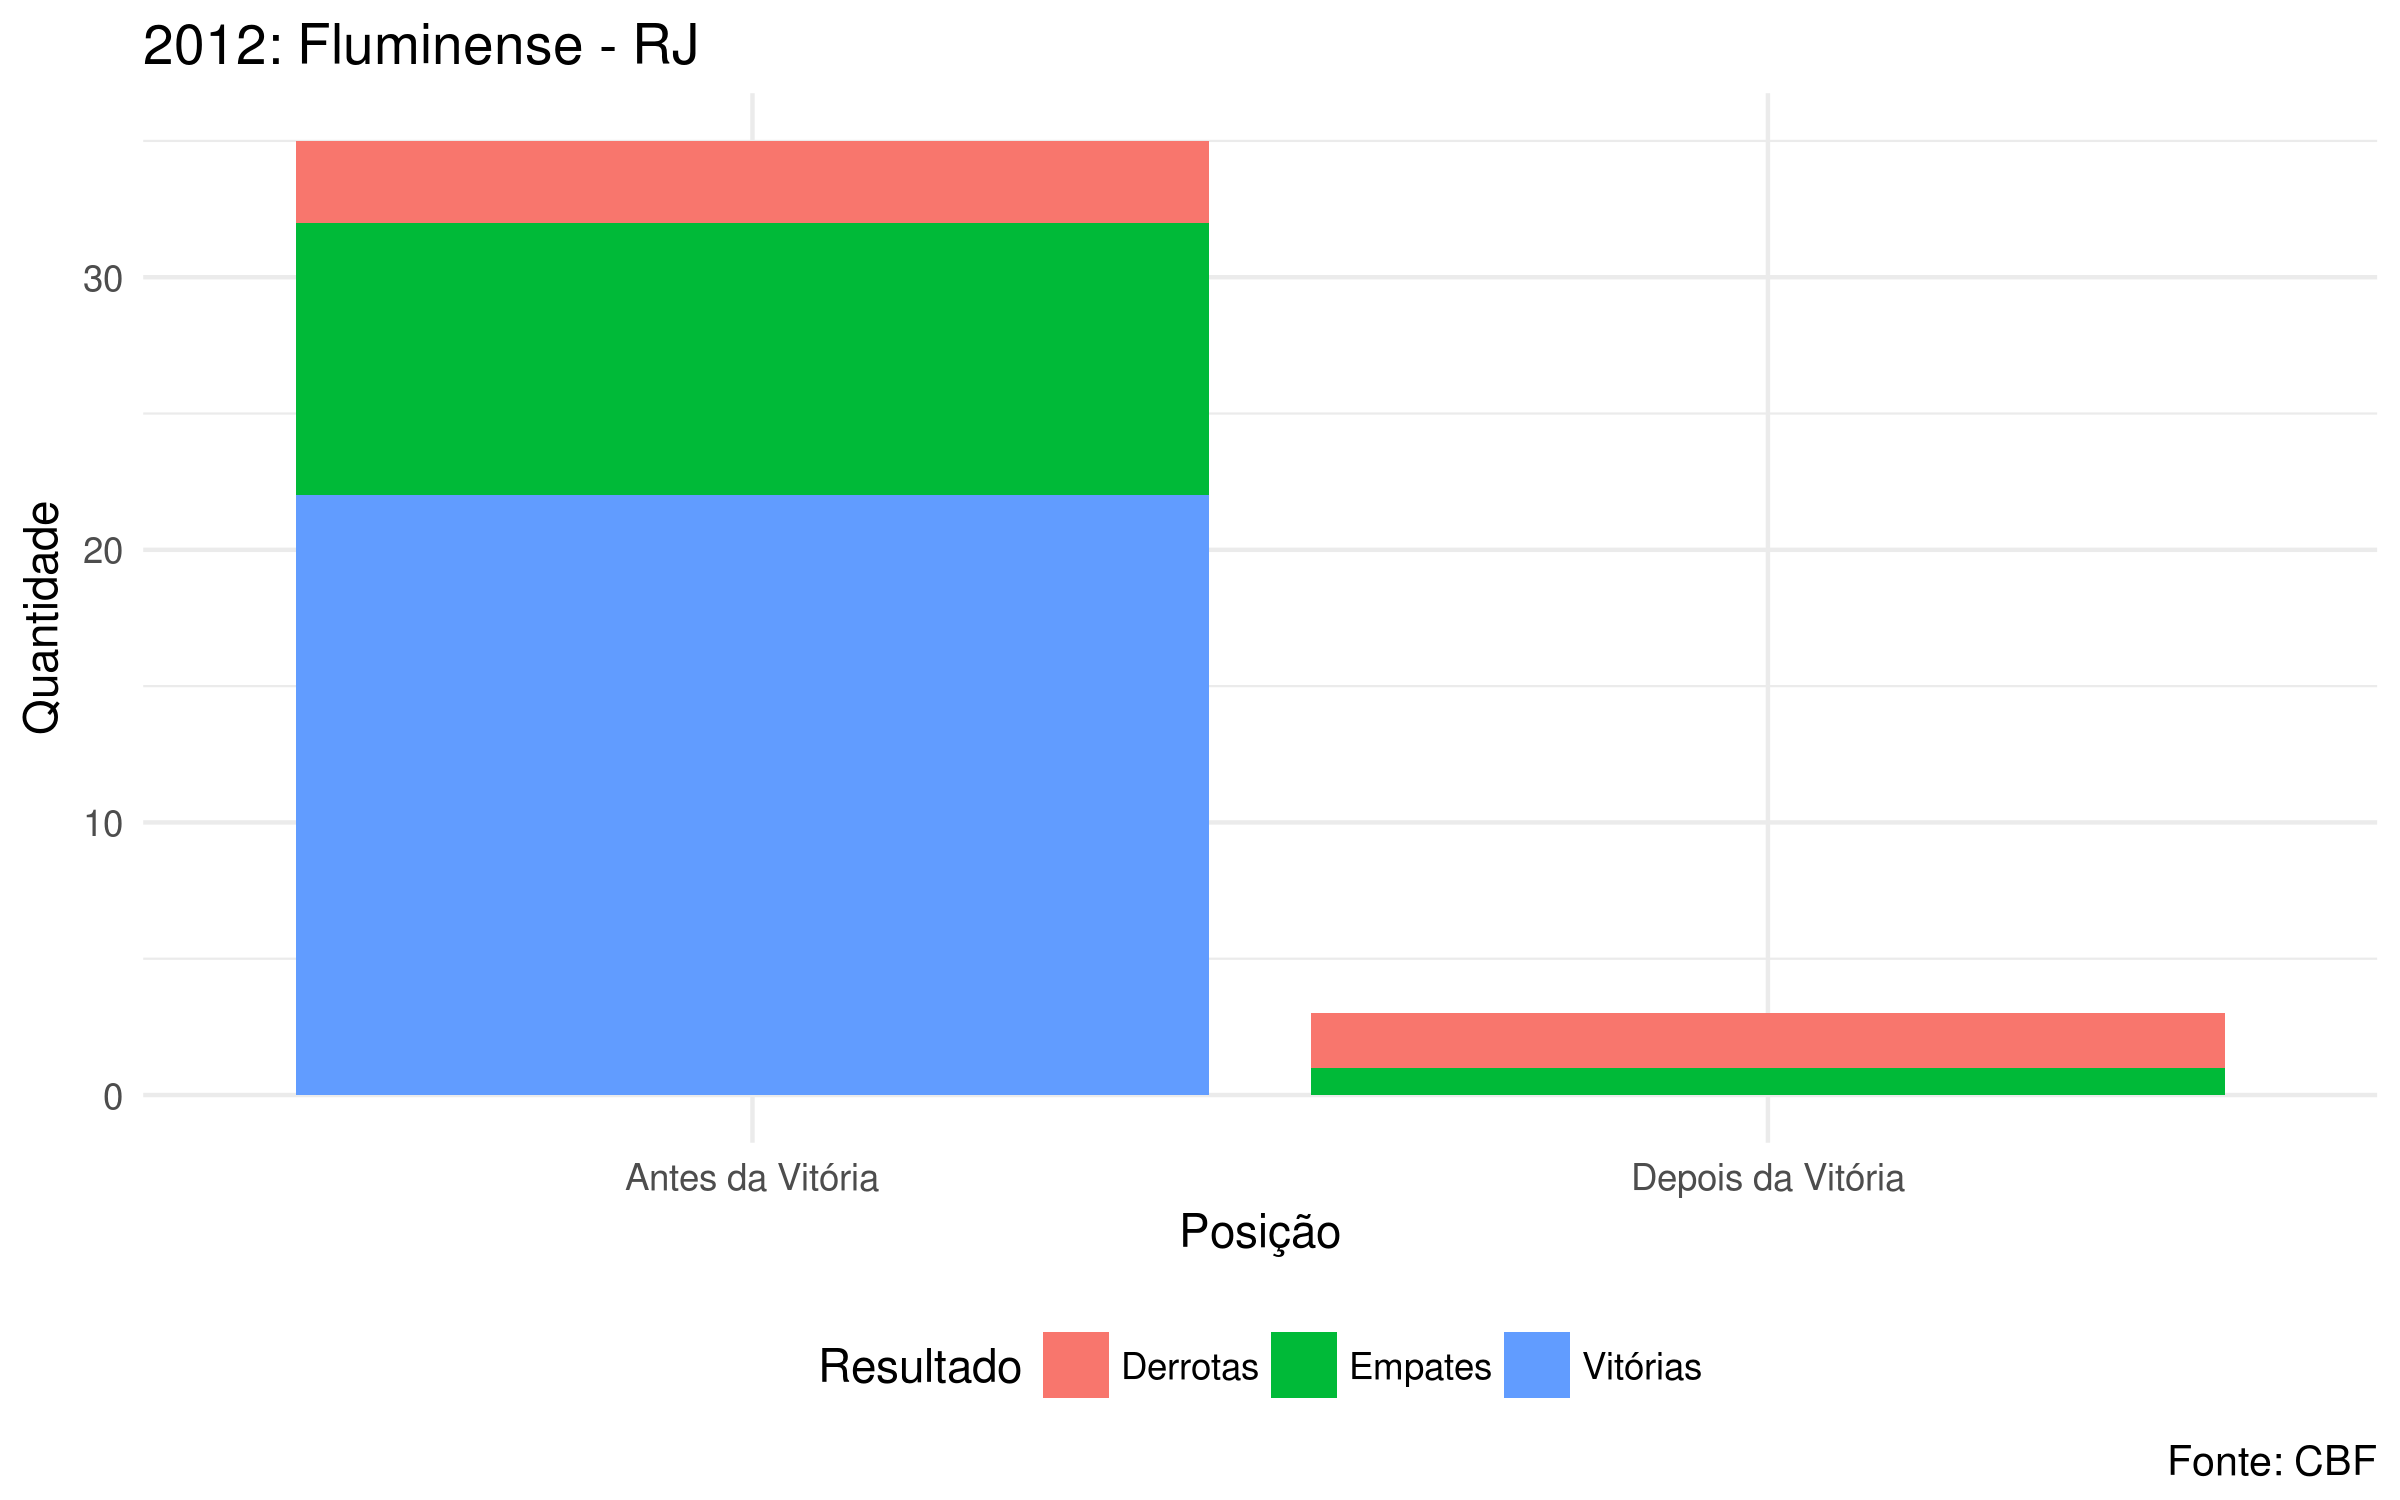 2012: Fluminense - RJ
Quantidade
30
20
10
0
Antes da Vitória
Depois da Vitória
Posição
Resultado
Derrotas
Empates
Vitórias
Fonte: CBF